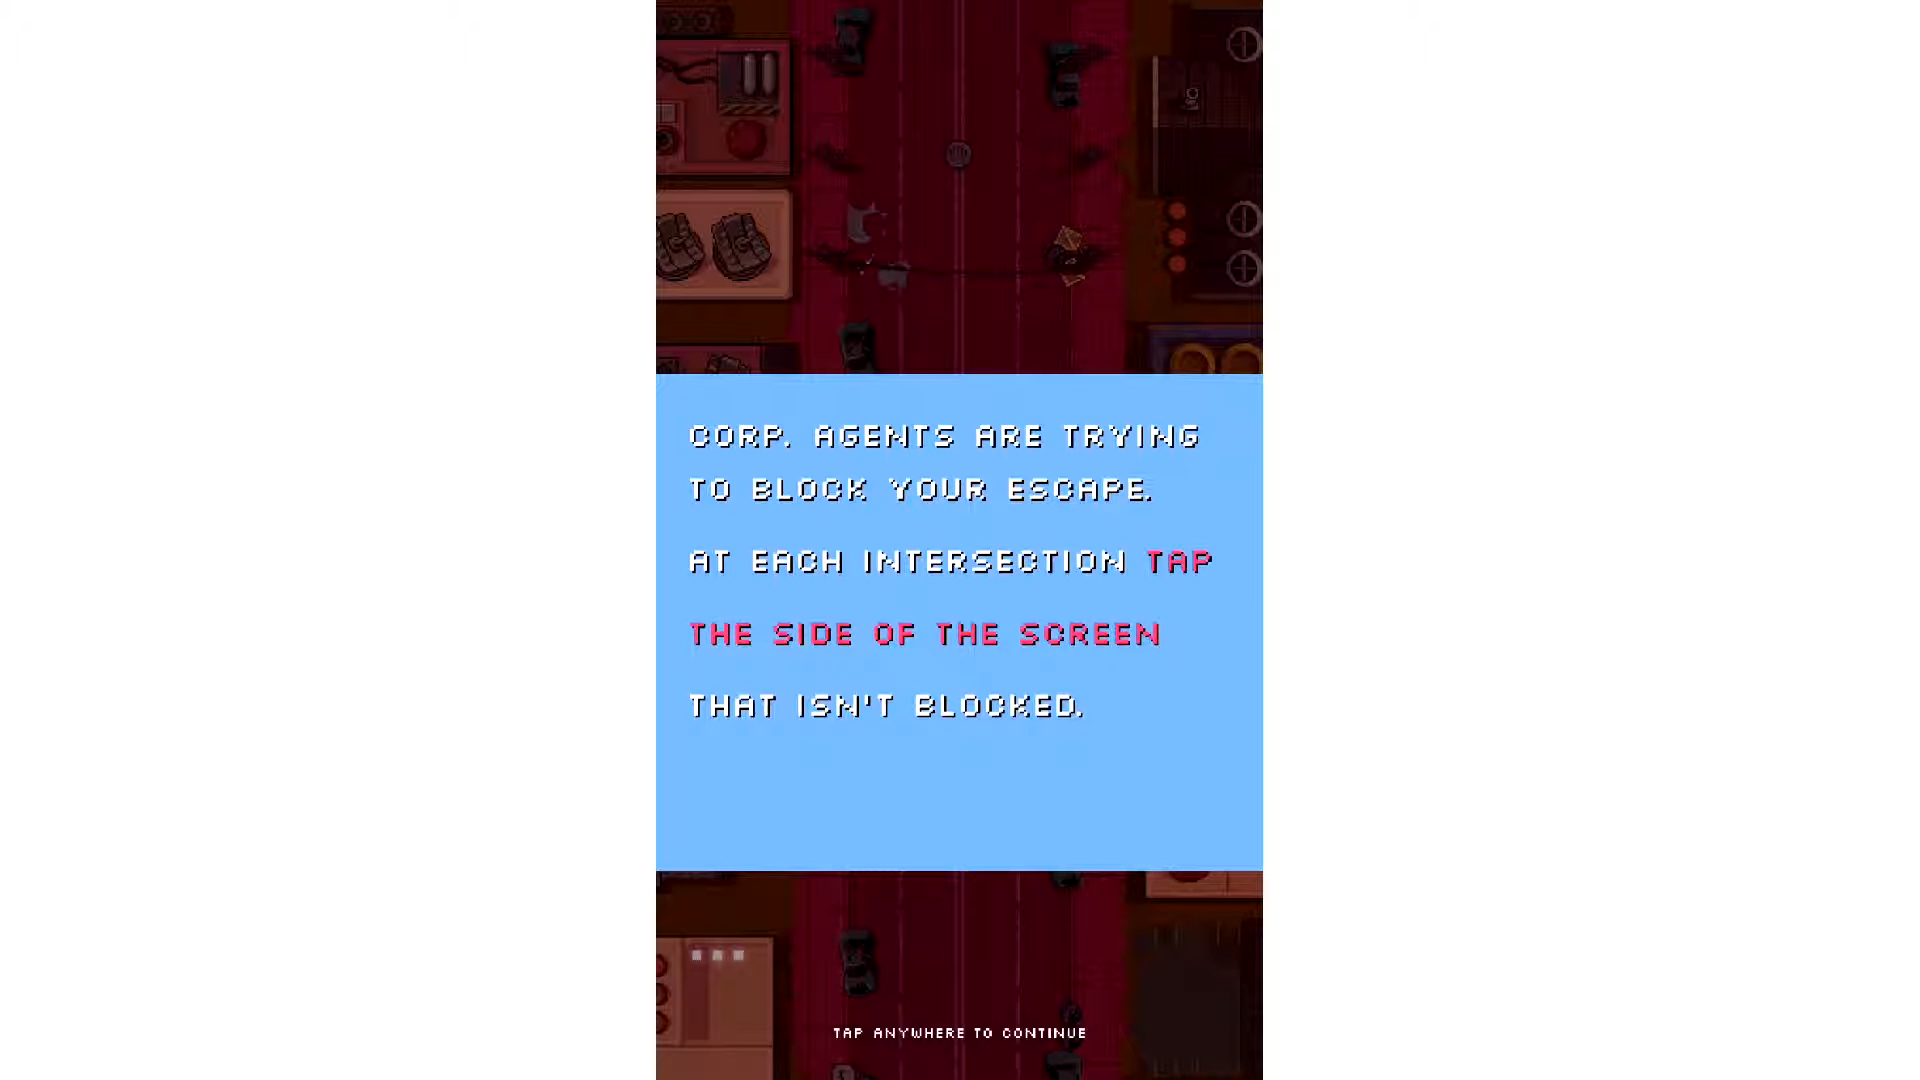 CORP. AGENTS ARE TRYING
TO BLOCK YOUR ESCAPE.
AT EACH INTERSECTION TAP
THE SIDE OF THE SCREEN
THAT ISN'T BLOCKED.
TAP ANYWHERE TO CONTINUE